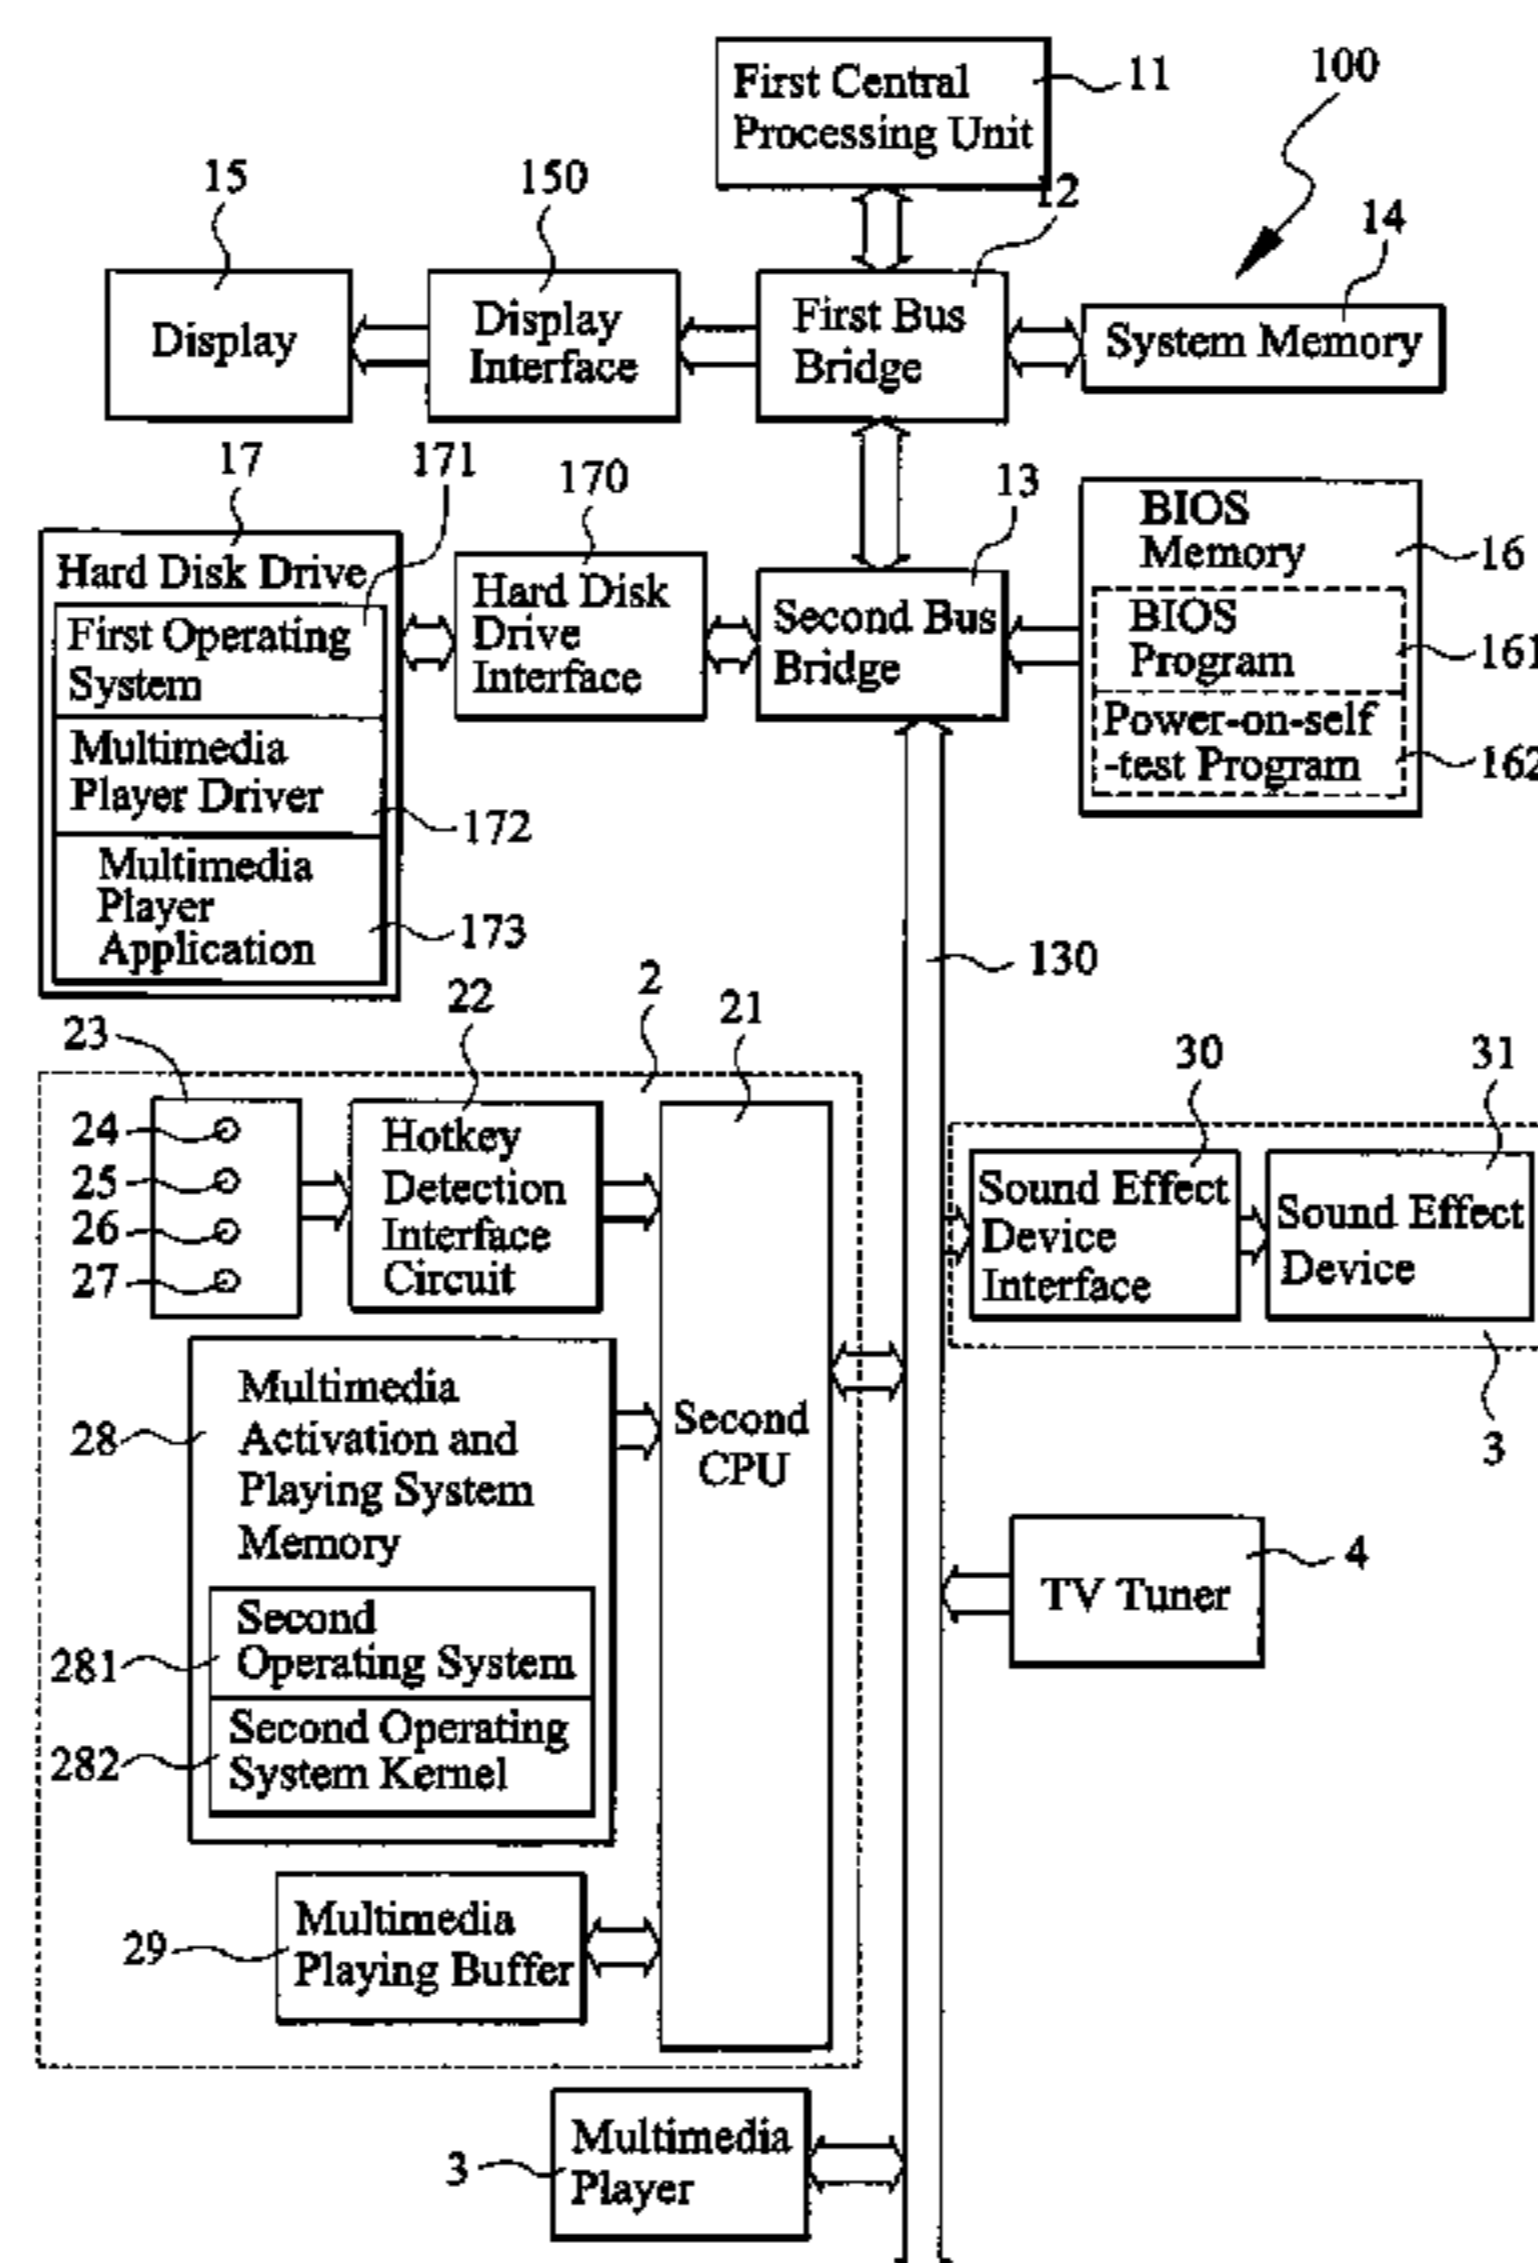 First Central
Processing Unit
11
100
15
150
12
14
Display
Display
Interface
First Bus
Bridge
System Memory
17
171
170
13
Hard Disk Drive
First Operating
System
Multimedia
Player Driver
172
Multimedia
Player
Application
173
Hard Disk
Drive
Interface
Second Bus
Bridge
BIOS
Memory
16
BIOS
Program
161
Power-on-self
-test Program
162
130
2
21
22
23
24
25
26
27
Hotkey
Detection
Interface
Circuit
30
31
Sound Effect
Device
Interface
Sound Effect
Device
3
28
Multimedia
Activation and
Playing System
Memory
Second
CPU
281
Second
Operating System
282
Second Operating
System Kernel
TV Tuner
4
29
Multimedia
Playing Buffer
3
Multimedia
Player